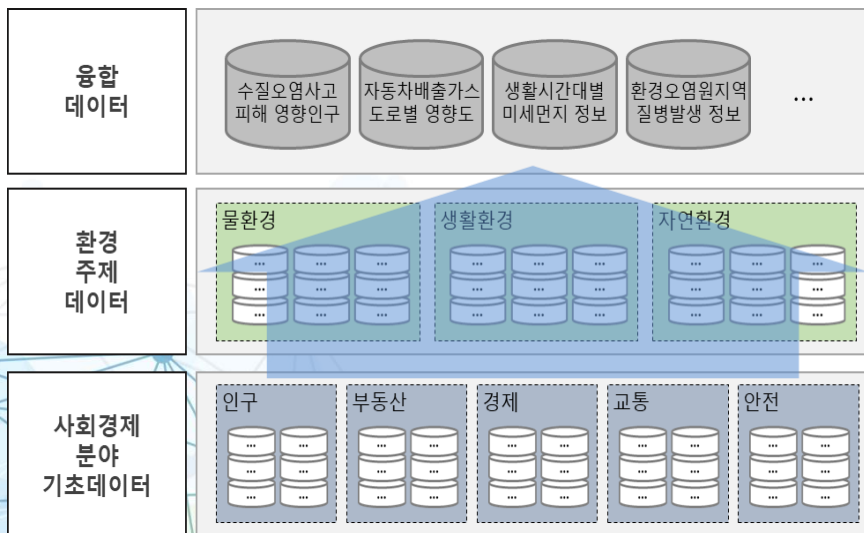 융합
데이터
수질오염사고
피해 영향인구
자동차배출가스
도로별 영향도
생활시간대별
미세먼지 정보
환경오염원지역
질병발생 정보
...
환경
주제
데이터
물환경
생활환경
자연환경
... ... ... ... ... ... ... ... ...
... ... ... ... ... ... ... ... ...
... ... ... ... ... ... ... ... ...
사회경제
분야
기초데이터
인구
부동산
경제
교통
안전
... ... ... ... ... ... ... ... ... ...
... ... ... ... ... ... ... ... ... ...
... ... ... ... ... ... ... ... ... ...